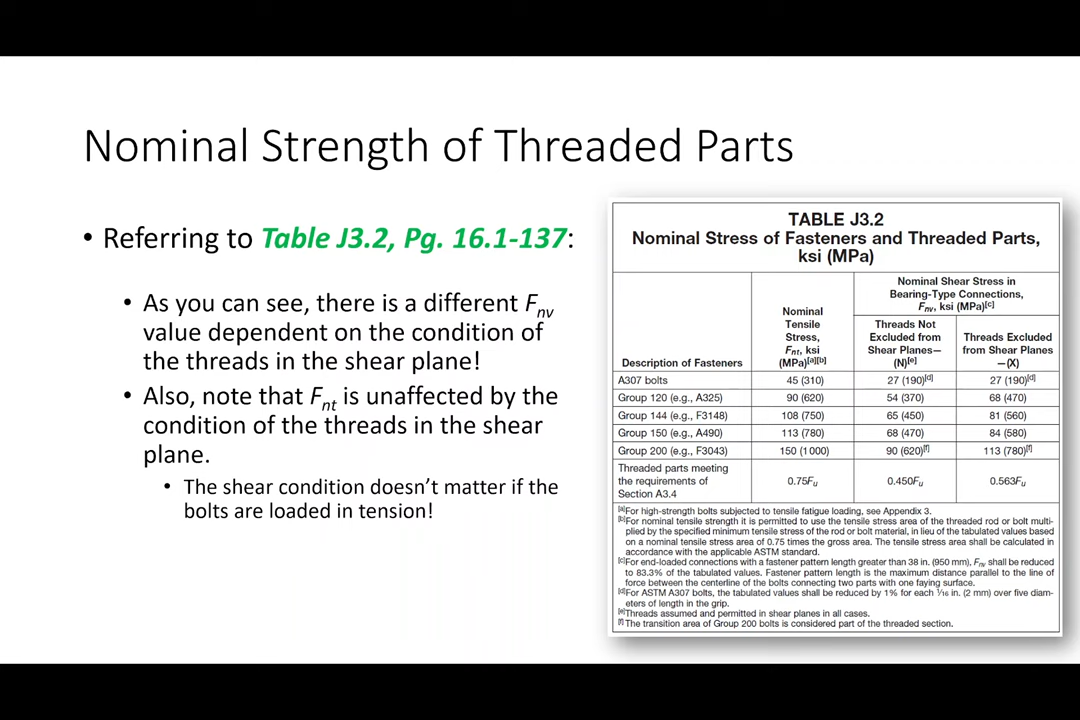 Nominal Strength of Threaded Parts
• Referring to Table J3.2, Pg. 16.1-137:
• As you can see, there is a different Fnv
value dependent on the condition of
the threads in the shear plane!
• Also, note that Fnt is unaffected by the
condition of the threads in the shear
plane.
• The shear condition doesn't matter if the
bolts are loaded in tension!
TABLE J3.2
Nominal Stress of Fasteners and Threaded Parts,
ksi (MPa)
Description of Fasteners
Nominal
Tensile
Stress,
Fnt, ksi
(MPa)[a][b]
Nominal Shear Stress in
Bearing-Type Connections,
Fnv, ksi (MPa)[c]
Threads Not
Excluded from
Shear Planes—
(N)[e]
Threads Excluded
from Shear Planes
—(X)
A307 bolts 45 (310) 27 (190)[d] 27 (190)[d]
Group 120 (e.g., A325) 90 (620) 54 (370) 68 (470)
Group 144 (e.g., F3148) 108 (750) 65 (450) 81 (560)
Group 150 (e.g., A490) 113 (780) 68 (470) 84 (580)
Group 200 (e.g., F3043) 150 (1 000) 90 (620)[f] 113 (780)[f]
Threaded parts meeting
the requirements of
Section A3.4
0.75Fu 0.450Fu 0.563Fu
[a]For high-strength bolts subjected to tensile fatigue loading, see Appendix 3.
[b]For nominal tensile strength it is permitted to use the tensile stress area of the threaded rod or bolt multi-
plied by the specified minimum tensile stress of the rod or bolt material, in lieu of the tabulated values based
on a nominal tensile stress area of 0.75 times the gross area. The tensile stress area shall be calculated in
accordance with the applicable ASTM standard.
[c]For end-loaded connections with a fastener pattern length greater than 38 in. (950 mm), Fnv shall be reduced
to 83.3% of the tabulated values. Fastener pattern length is the maximum distance parallel to the line of
force between the centerline of the bolts connecting two parts with one faying surface.
[d]For ASTM A307 bolts, the tabulated values shall be reduced by 1% for each 1/16 in. (2 mm) over five diam-
eters of length in the grip.
[e]Threads assumed and permitted in shear planes in all cases.
[f]The transition area of Group 200 bolts is considered part of the threaded section.